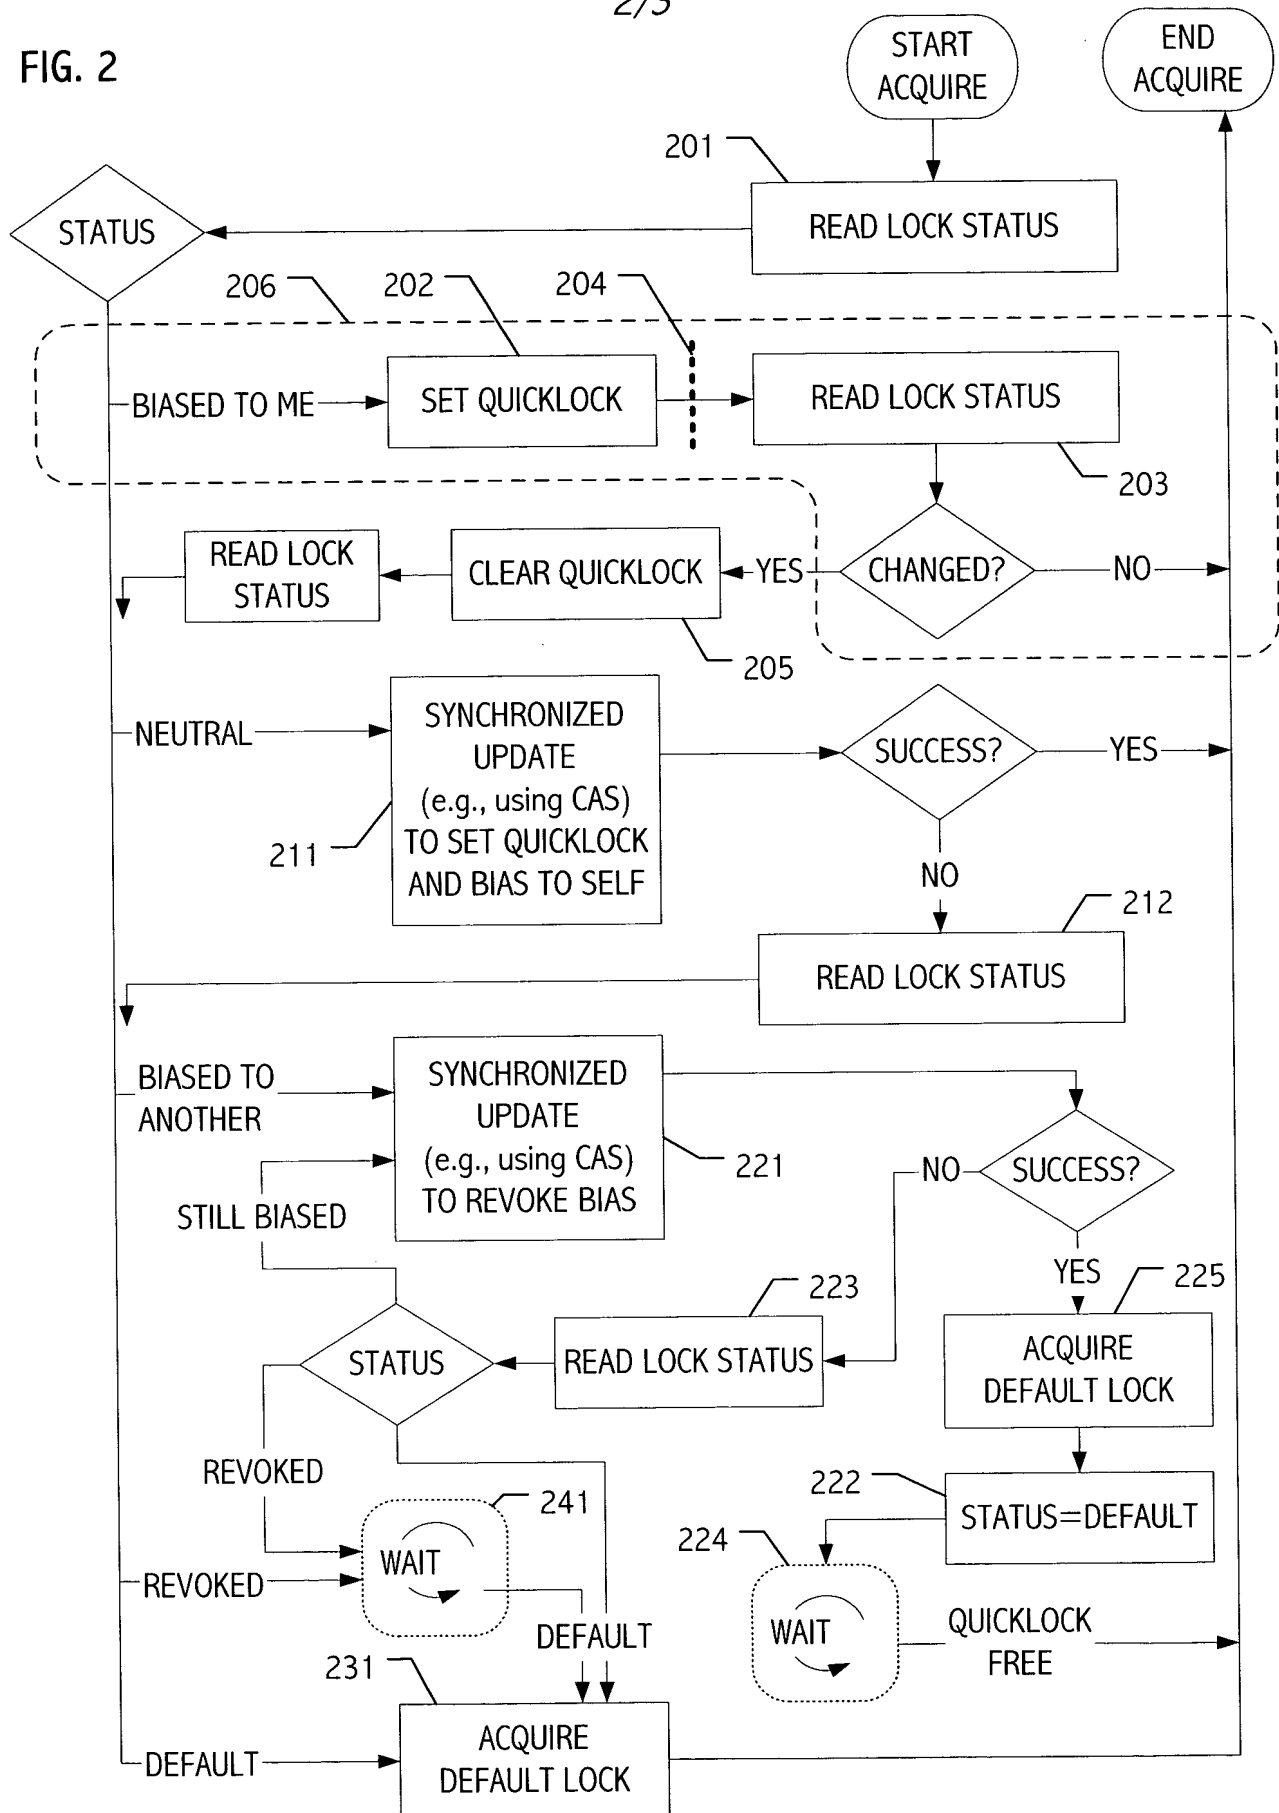 2/3
FIG. 2
START
ACQUIRE
END
ACQUIRE
201
READ LOCK STATUS
STATUS
206
202
204
BIASED TO ME
SET QUICKLOCK
READ LOCK STATUS
203
READ LOCK
STATUS
CLEAR QUICKLOCK
YES
CHANGED?
NO
205
NEUTRAL
SYNCHRONIZED
UPDATE
(e.g., using CAS)
TO SET QUICKLOCK
AND BIAS TO SELF
211
SUCCESS?
YES
NO
212
READ LOCK STATUS
BIASED TO
ANOTHER
SYNCHRONIZED
UPDATE
(e.g., using CAS)
TO REVOKE BIAS
221
NO
SUCCESS?
STILL BIASED
YES
225
223
STATUS
READ LOCK STATUS
ACQUIRE
DEFAULT LOCK
REVOKED
241
222
STATUS=DEFAULT
224
WAIT
REVOKED
DEFAULT
WAIT
QUICKLOCK
FREE
231
ACQUIRE
DEFAULT LOCK
DEFAULT